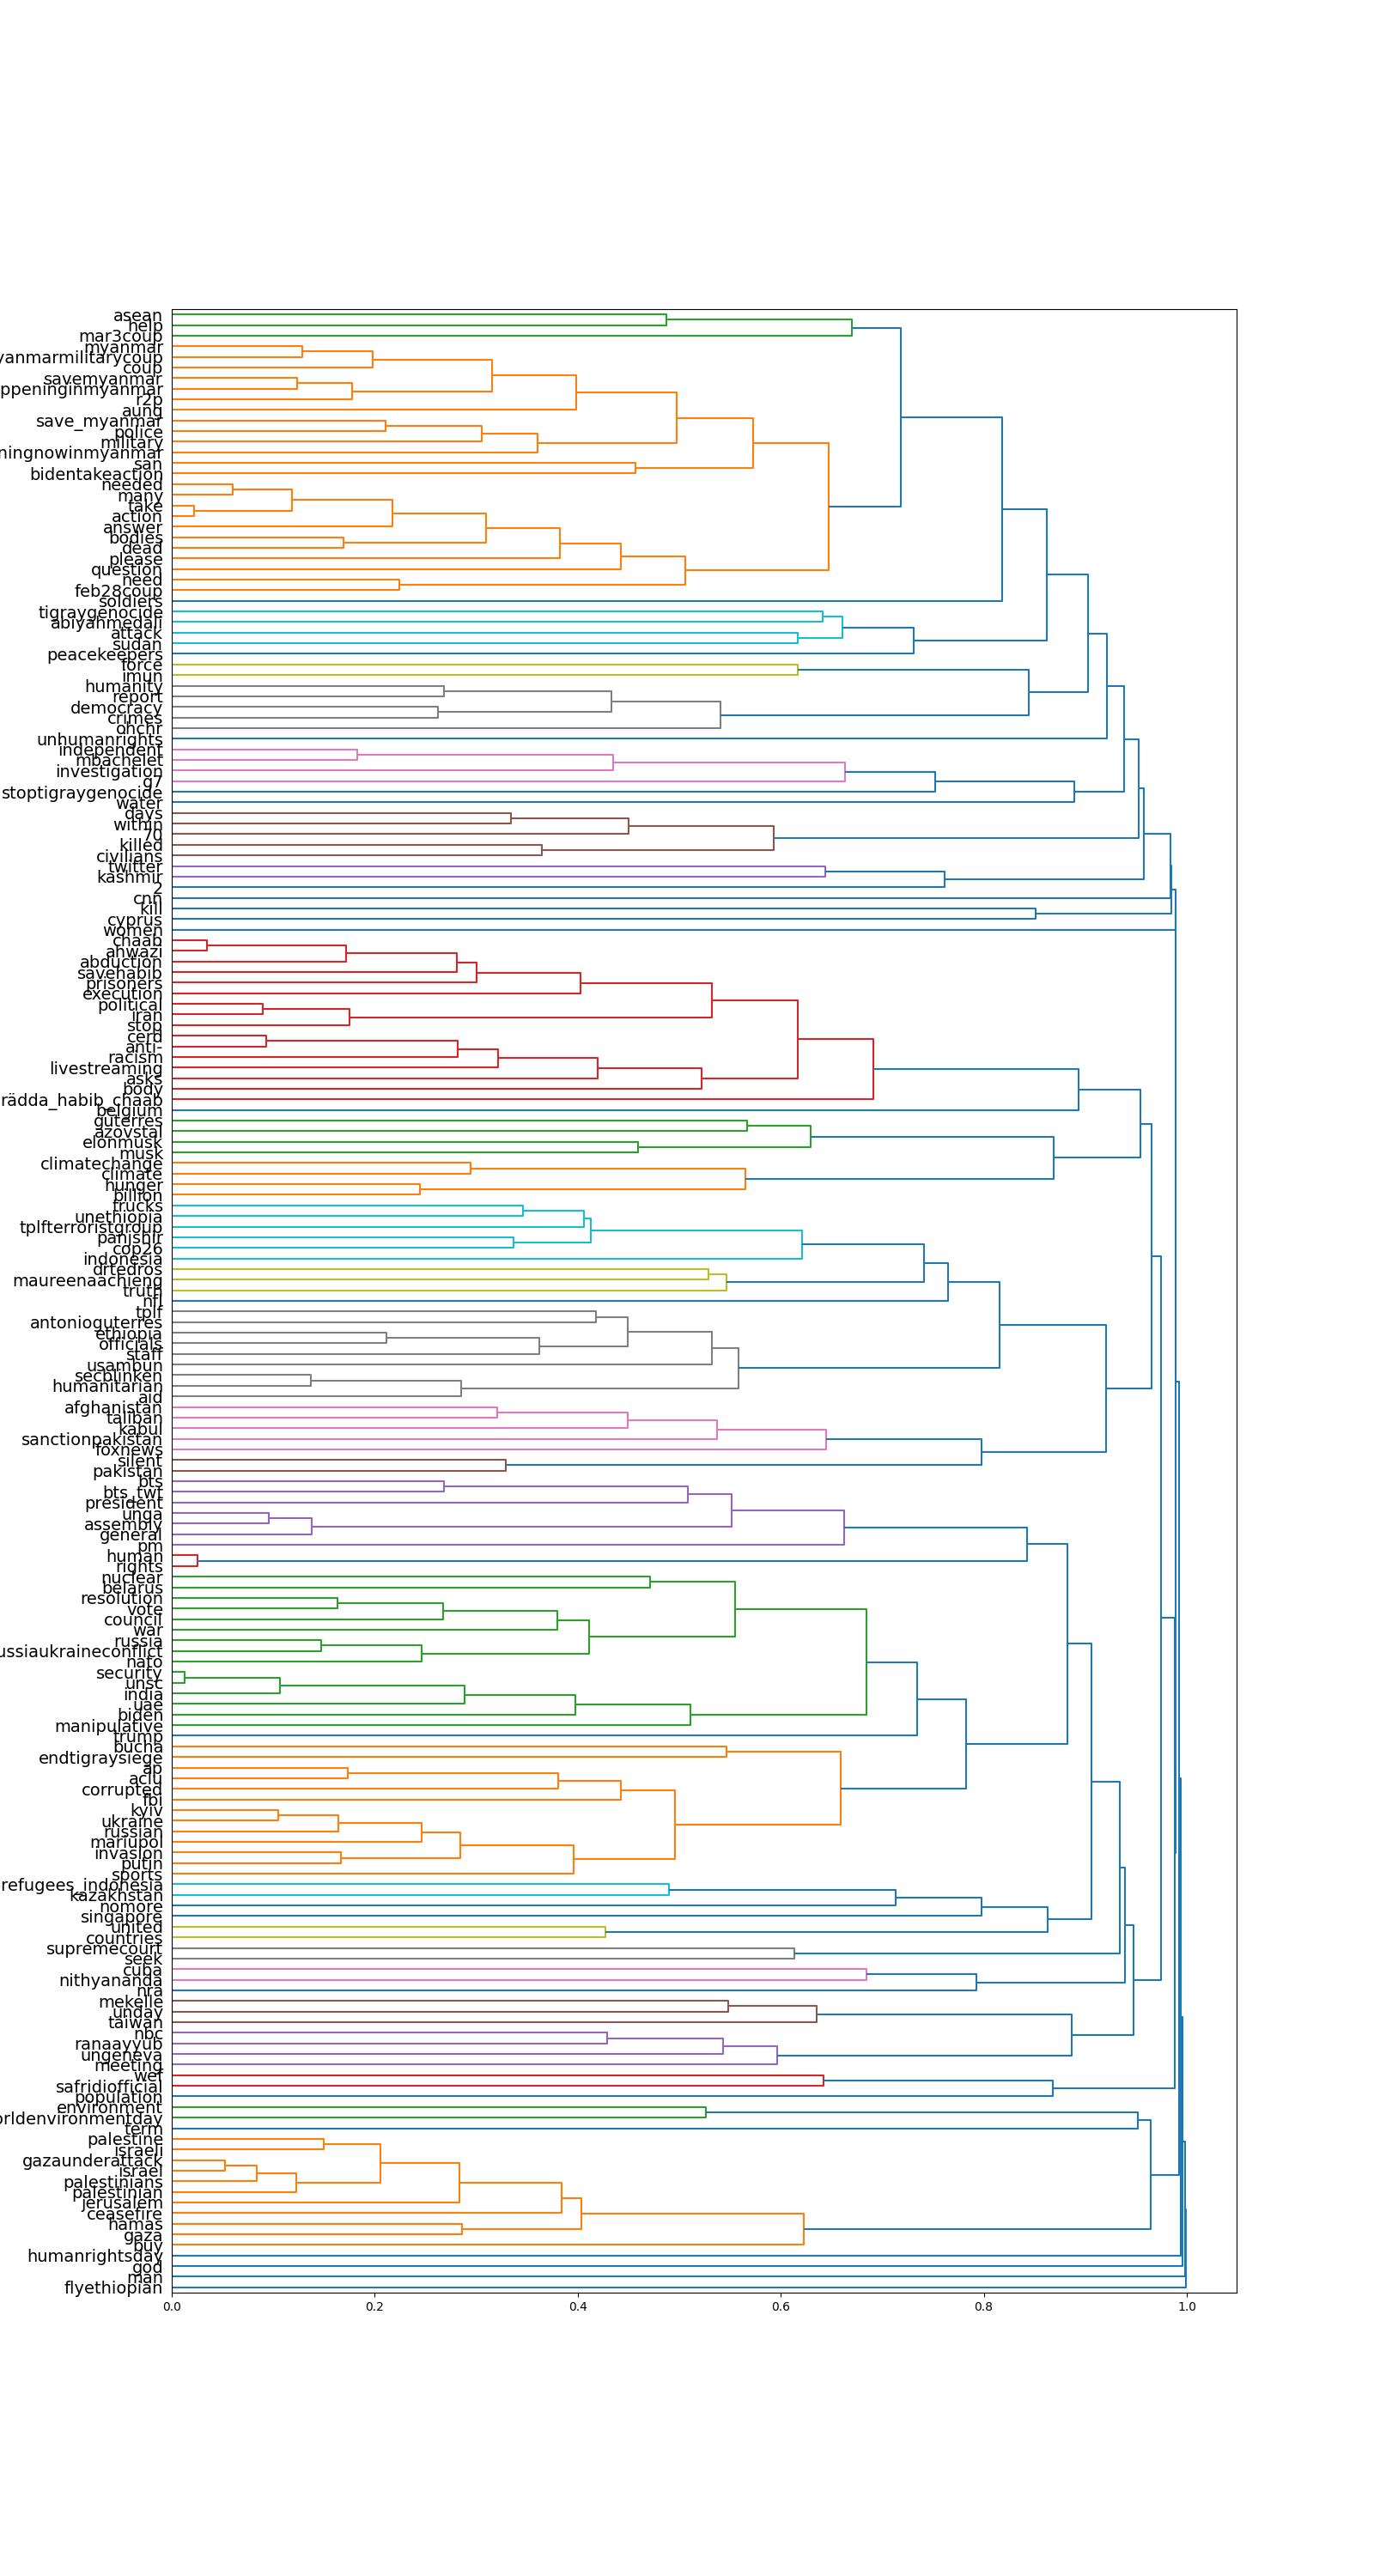 asean
help
mar3coup
myanmar
yanmarmilitarycoup
coup
savemyanmar
ppeninginmyanmar
r2p
aung
save_myanmar
police
military
ningnowinmyanmar
san
bidentakeaction
needed
many
take
action
answer
bodies
dead
please
question
need
feb28coup
soldiers
tigraygenocide
abiyahmedali
attack
sudan
peacekeepers
force
imun
humanity
report
democracy
crimes
ohchr
unhumanrights
independent
mbachelet
investigation
g7
stoptigraygenocide
water
days
within
70
killed
civilians
twitter
kashmir
2
cnn
kill
cyprus
women
chaab
ahwazi
abduction
savehabib
prisoners
execution
political
iran
stop
cerd
anti-
racism
livestreaming
asks
body
rädda_habib_chaab
belgium
guterres
azovstal
elonmusk
musk
climatechange
climate
hunger
billion
trucks
unethiopia
tplfterroristgroup
panjshir
cop26
indonesia
drtedros
maureenaachieng
truth
nfl
tplf
antonioguterres
ethiopia
officials
staff
usambun
secblinken
humanitarian
aid
afghanistan
taliban
kabul
sanctionpakistan
foxnews
silent
pakistan
bts
bts_twt
president
unga
assembly
general
pm
human
rights
nuclear
belarus
resolution
vote
council
war
russia
ussiaukraineconflict
nato
security
unsc
india
uae
biden
manipulative
trump
bucha
endtigraysiege
ap
aclu
corrupted
fbi
kyiv
ukraine
russian
mariupol
invasion
putin
sports
refugees_indonesia
kazakhstan
nomore
singapore
united
countries
supremecourt
seek
cuba
nithyananda
nra
mekelle
unday
taiwan
nbc
ranaayyub
ungeneva
meeting
wef
safridiofficial
population
environment
orldenvironmentday
term
palestine
israeli
gazaunderattack
israel
palestinians
palestinian
jerusalem
ceasefire
hamas
gaza
buy
humanrightsday
god
man
flyethiopian
0.0 0.2 0.4 0.6 0.8 1.0